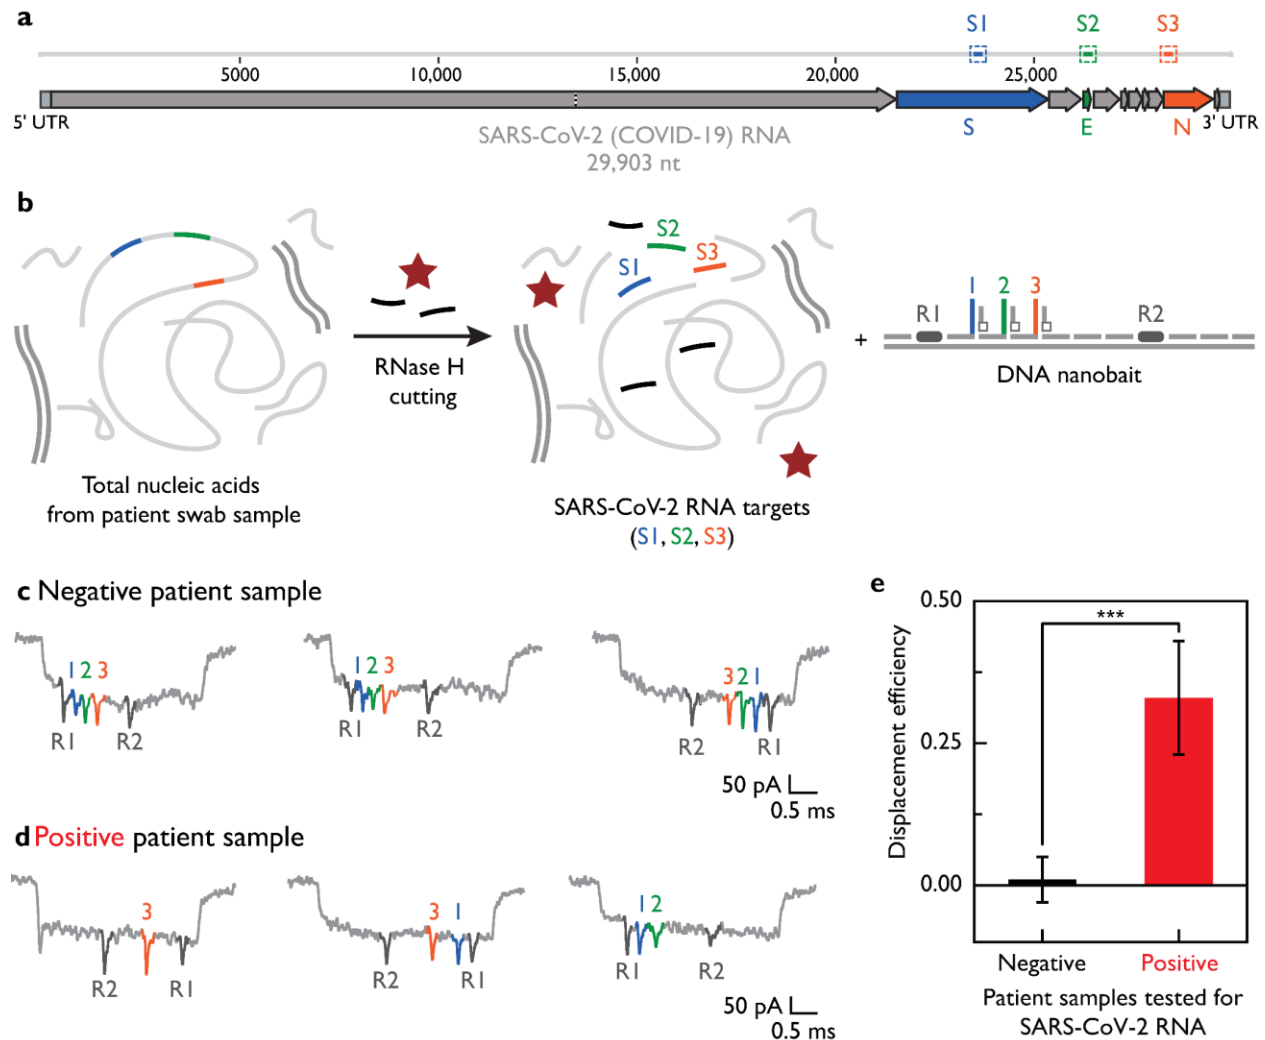 a
S1 S2 S3
5000 10,000 15,000 20,000 25,000
5' UTR S E N 3' UTR
SARS-CoV-2 (COVID-19) RNA
29,903 nt
b
S2
S1 S3
1 2 3
R1 R2
RNase H
cutting
+
DNA nanobait
Total nucleic acids
from patient swab sample
SARS-CoV-2 RNA targets
(S1, S2, S3)
c Negative patient sample
1 2 3
R1 R2
1 2 3
R1 R2
3 2 1
R2 R1
50 pA
0.5 ms
d Positive patient sample
3
R2 R1
3 1
R2 R1
1 2
R1 R2
50 pA
0.5 ms
e
Displacement efficiency
0.50
0.25
0.00
***
Negative Positive
Patient samples tested for
SARS-CoV-2 RNA